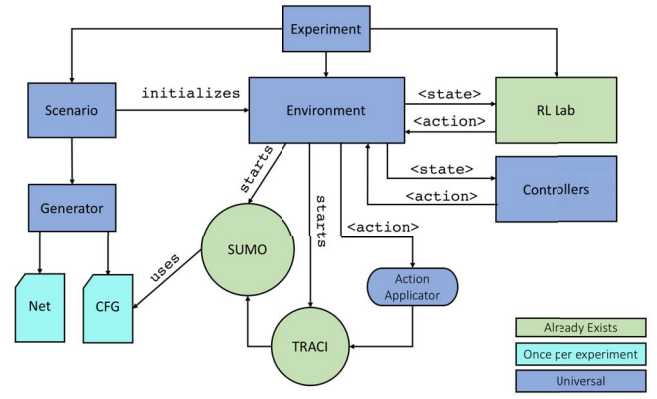 Experiment
initializes
<state>
Scenario
Environment
RL Lab
<action>
starts
<state>
Generator
starts
<action>
Controllers
<action>
SUMO
uses
Action
Applicator
Net
CFG
TRACI
Already Exists
Once per experiment
Universal